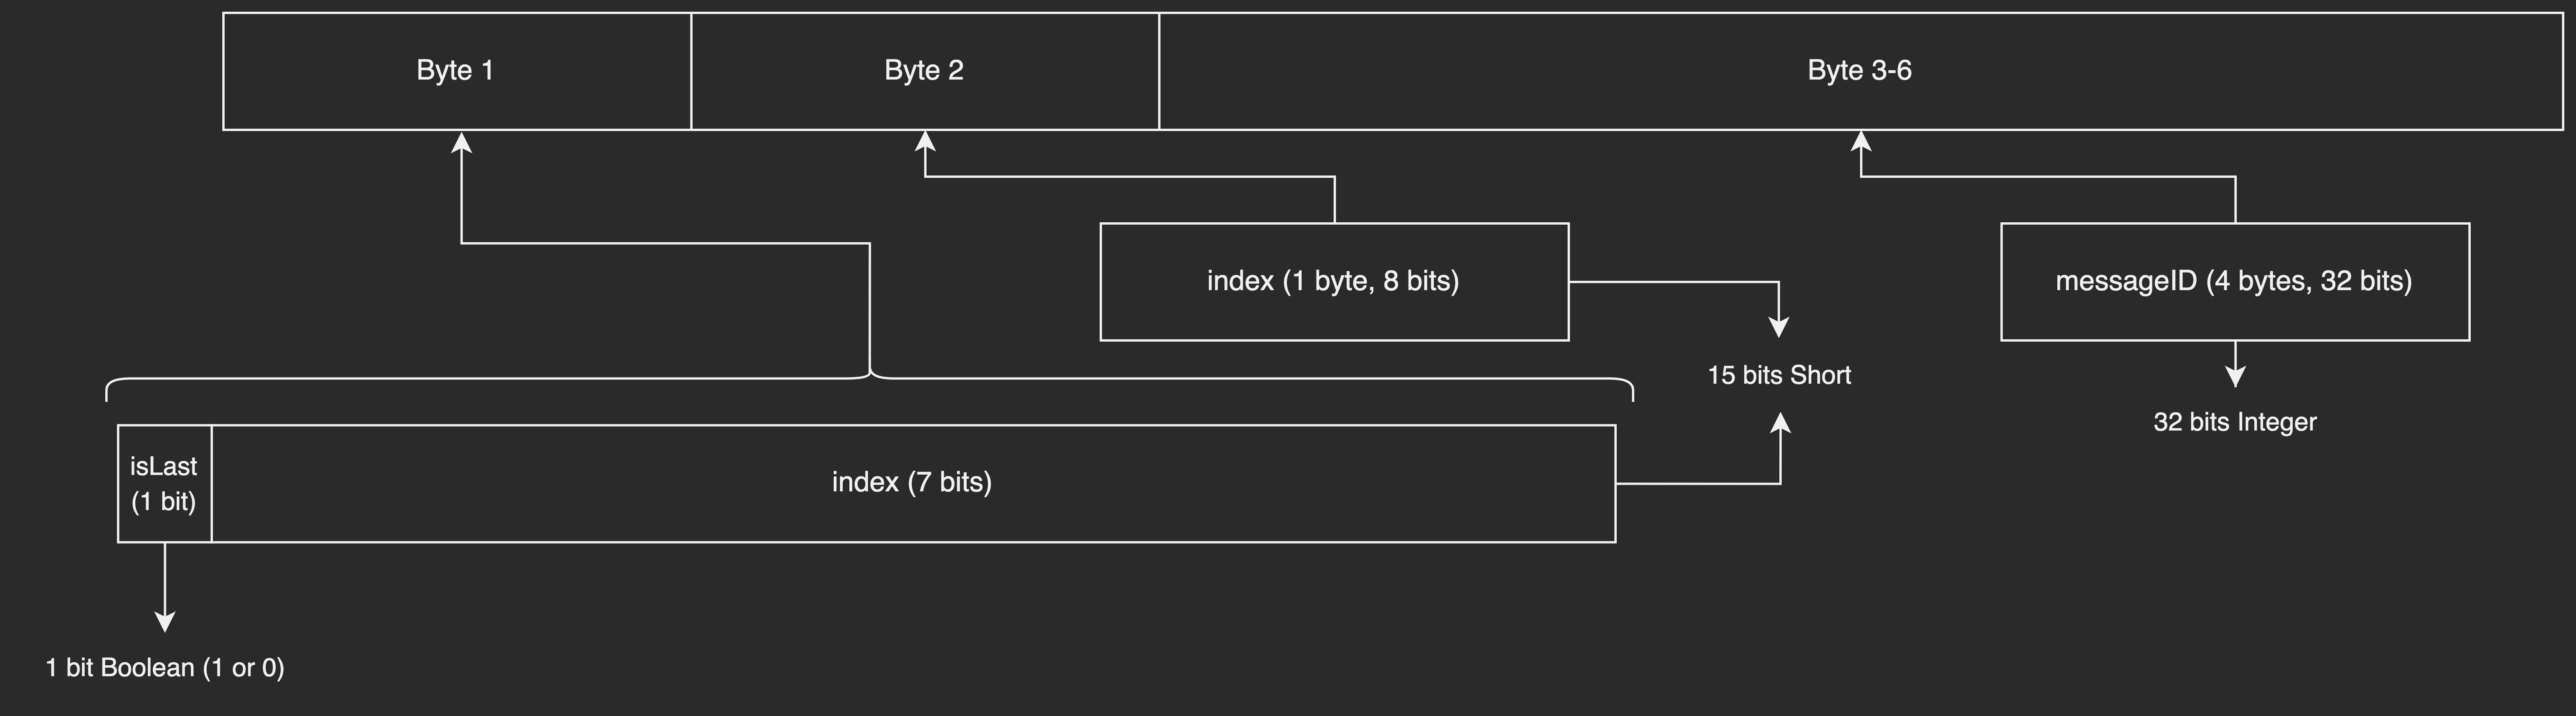 Byte 1
Byte 2
Byte 3-6
index (1 byte, 8 bits)
messageID (4 bytes, 32 bits)
15 bits Short
32 bits Integer
isLast
(1 bit)
index (7 bits)
1 bit Boolean (1 or 0)